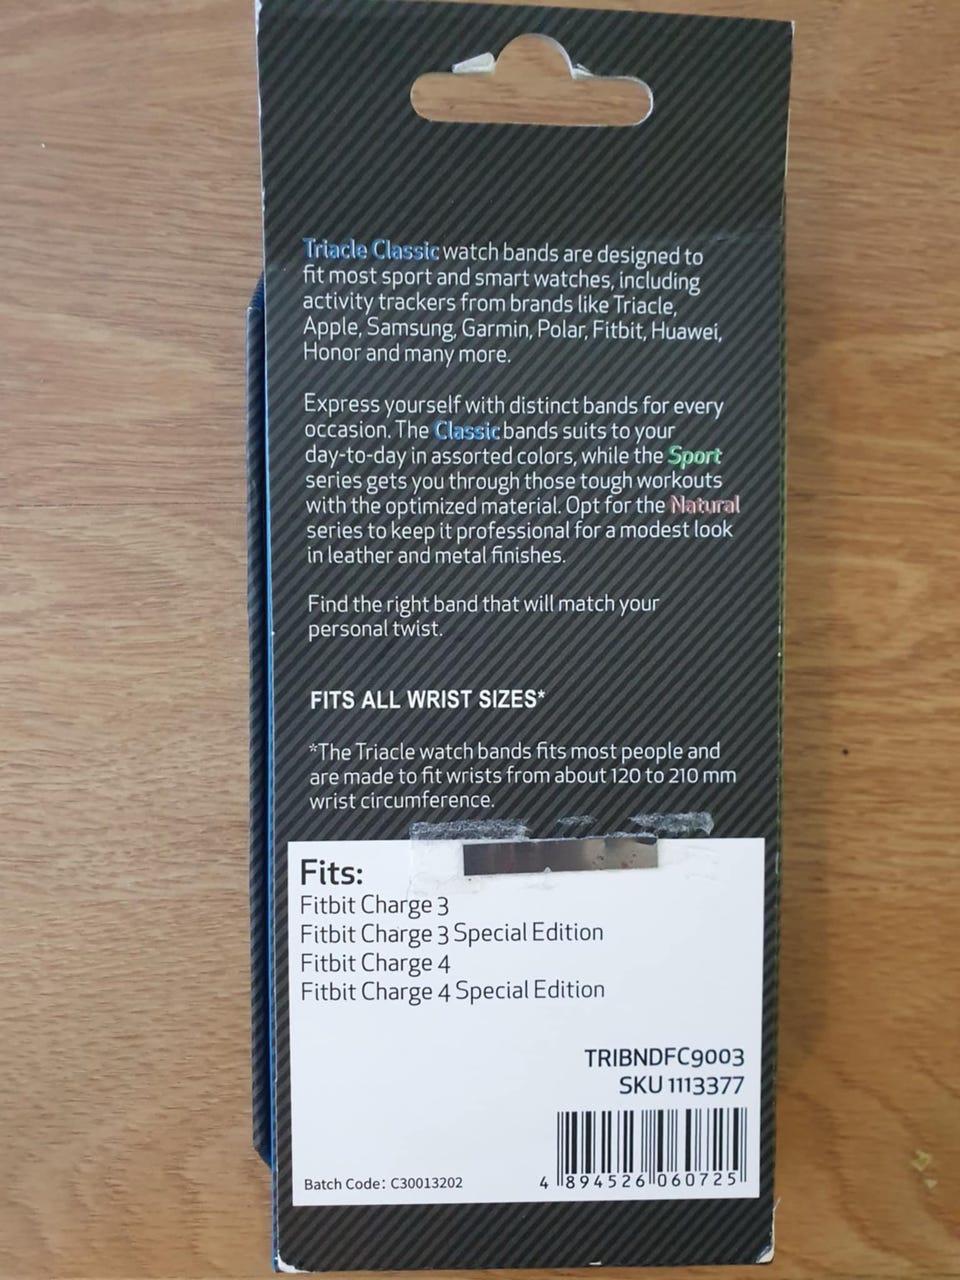 Triacle Classic watch bands are designed to
fit most sport and smart watches, including
activity trackers from brands like Triacle,
Apple, Samsung, Garmin, Polar, Fitbit, Huawei,
Honor and many more.
Express yourself with distinct bands for every
occasion. The Classic bands suits to your
day-to-day in assorted colors, while the Sport
series gets you through those tough workouts
with the optimized material. Opt for the Natural
series to keep it professional for a modest look
in leather and metal finishes.
Find the right band that will match your
personal twist.
FITS ALL WRIST SIZES*
*The Triacle watch bands fits most people and
are made to fit wrists from about 120 to 210 mm
wrist circumference.
Fits:
Fitbit Charge 3
Fitbit Charge 3 Special Edition
Fitbit Charge 4
Fitbit Charge 4 Special Edition
TRIBNDFC9003
SKU 1113377
Batch Code: C30013202
4 894526 060725